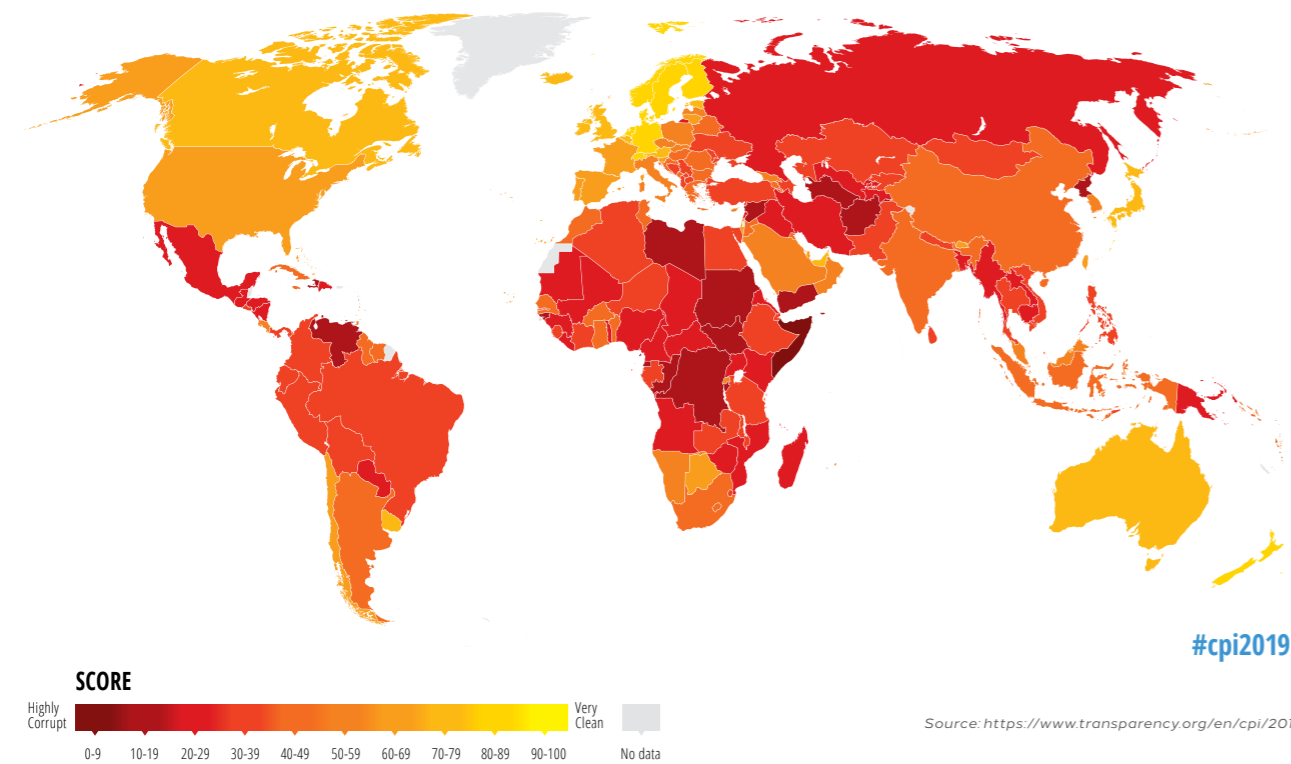 #cpi2019
SCORE
Highly
Corrupt
Very
Clean
0-9
10-19
20-29
30-39
40-49
50-59
60-69
70-79
80-89
90-100
No data
Source: https://www.transparency.org/en/cpi/201